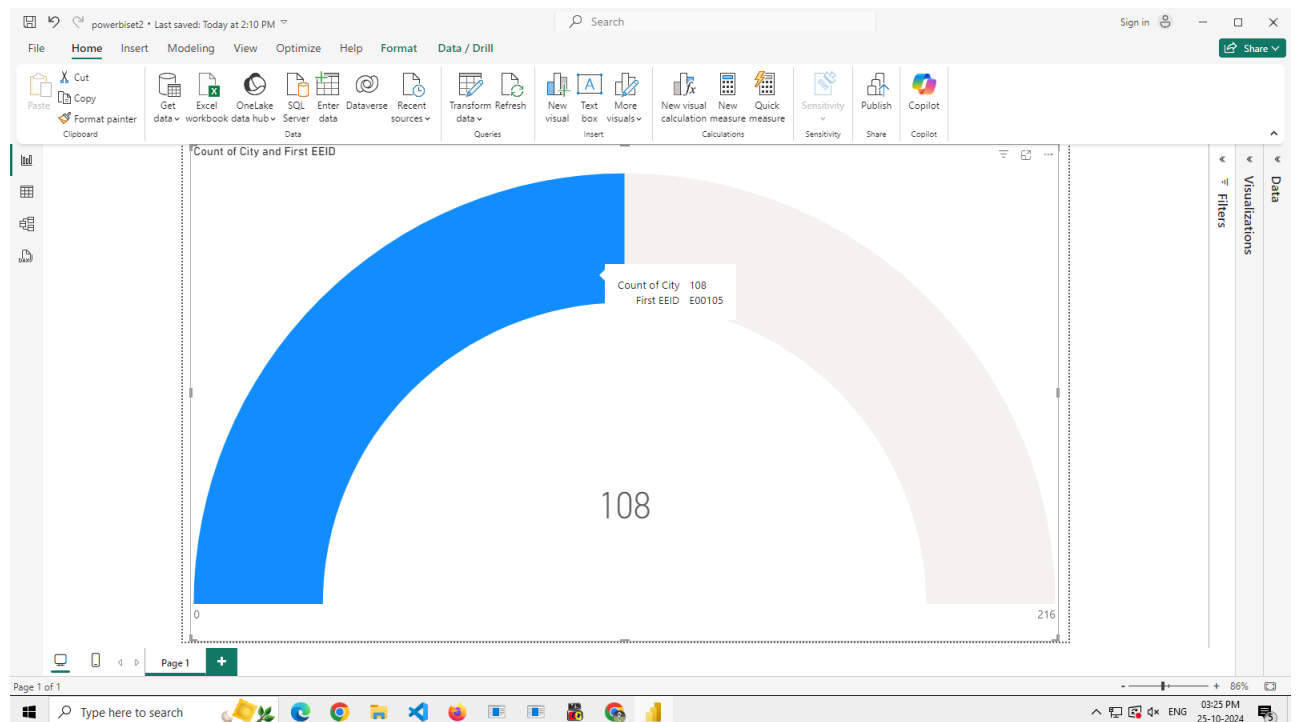 powerbiset2 • Last saved: Today at 2:10 PM
Search
Sign in
File Home Insert Modeling View Optimize Help Format Data / Drill
Share
Paste
Cut
Copy
Format painter
Clipboard
Get data
Excel workbook
OneLake data hub
SQL Server
Enter data
Dataverse
Recent sources
Data
Transform data
Refresh
Queries
New visual
Text box
More visuals
Insert
New visual calculation
New measure
Quick measure
Calculations
Sensitivity
Sensitivity
Publish
Share
Copilot
Copilot
Count of City and First EEID
Count of City 108
First EEID E00105
108
0
216
Filters
Visualizations
Data
Page 1
Page 1 of 1
- + 86%
Type here to search
ENG
03:25 PM
25-10-2024